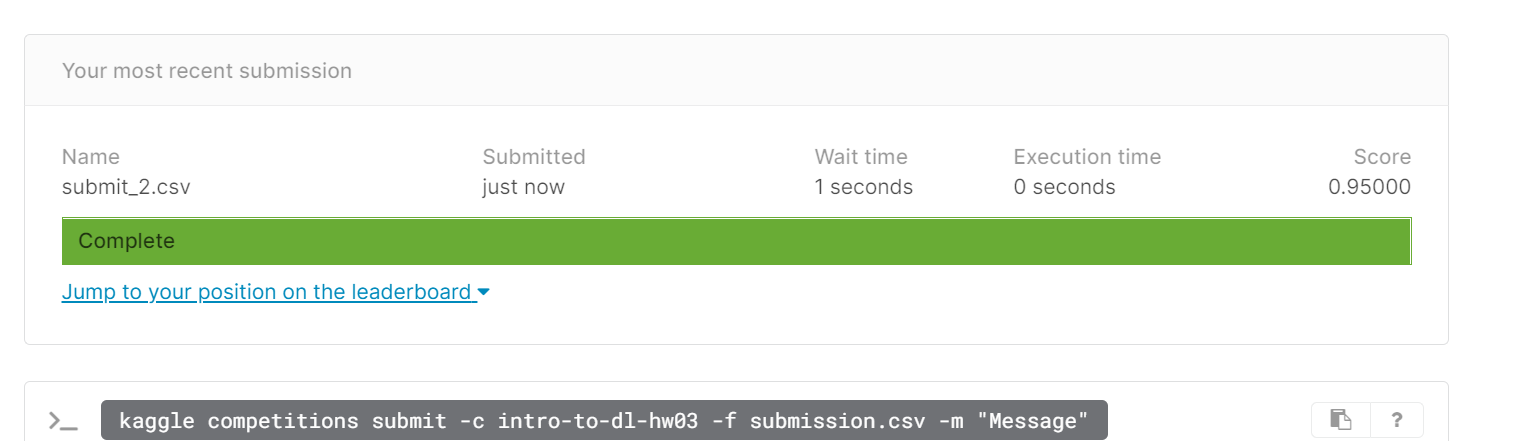 Your most recent submission
Name Submitted Wait time Execution time Score
submit_2.csv just now 1 seconds 0 seconds 0.95000
Complete
Jump to your position on the leaderboard
>_ kaggle competitions submit -c intro-to-dl-hw03 -f submission.csv -m "Message" ?